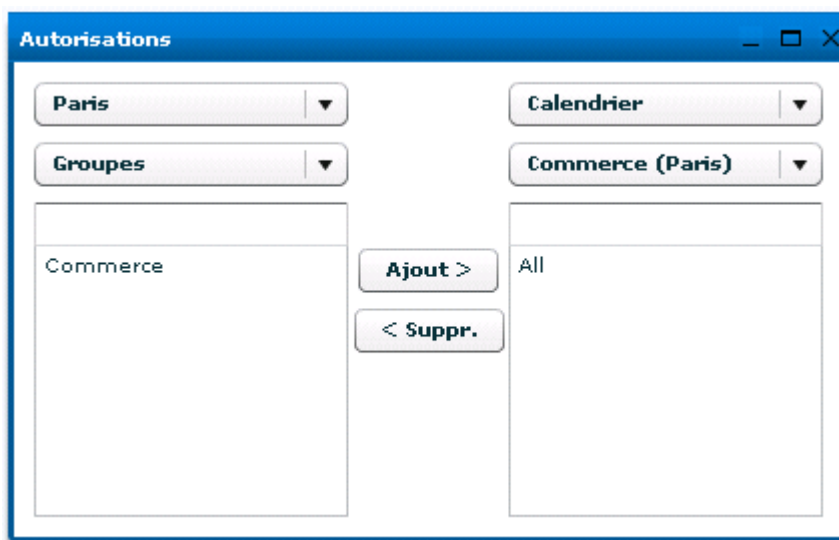 Autorisations
Paris
Calendrier
Groupes
Commerce (Paris)
Commerce
Ajout >
All
< Suppr.